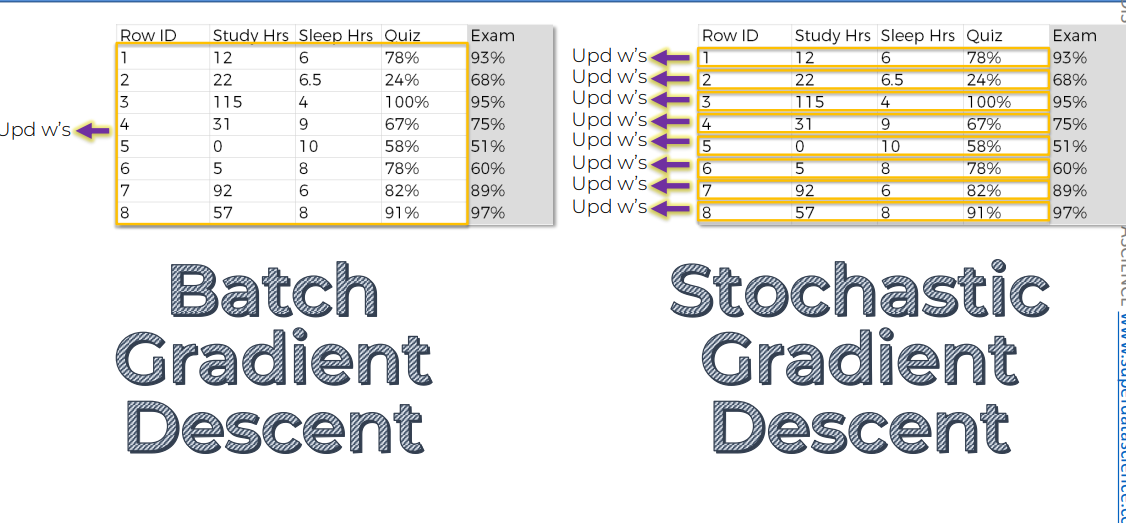 Row ID Study Hrs Sleep Hrs Quiz Exam
1 12 6 78% 93%
2 22 6.5 24% 68%
3 115 4 100% 95%
4 31 9 67% 75%
5 0 10 58% 51%
6 5 8 78% 60%
7 92 6 82% 89%
8 57 8 91% 97%
Upd w's
Batch
Gradient
Descent
Row ID Study Hrs Sleep Hrs Quiz Exam
Upd w's 1 12 6 78% 93%
Upd w's 2 22 6.5 24% 68%
Upd w's 3 115 4 100% 95%
Upd w's 4 31 9 67% 75%
Upd w's 5 0 10 58% 51%
Upd w's 6 5 8 78% 60%
Upd w's 7 92 6 82% 89%
Upd w's 8 57 8 91% 97%
Stochastic
Gradient
Descent